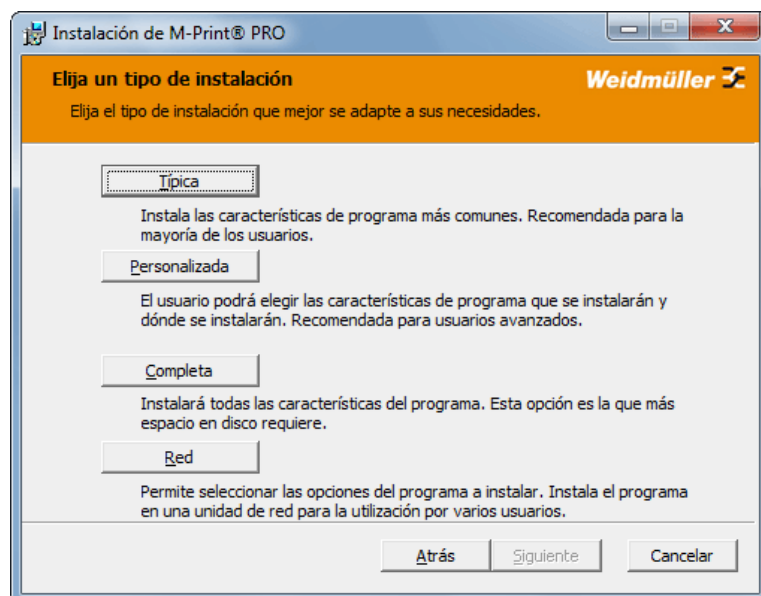 Instalación de M-Print® PRO
Elija un tipo de instalación
Weidmüller
Elija el tipo de instalación que mejor se adapte a sus necesidades.
Típica
Instala las características de programa más comunes. Recomendada para la
mayoría de los usuarios.
Personalizada
El usuario podrá elegir las características de programa que se instalarán y
dónde se instalarán. Recomendada para usuarios avanzados.
Completa
Instalará todas las características del programa. Esta opción es la que más
espacio en disco requiere.
Red
Permite seleccionar las opciones del programa a instalar. Instala el programa
en una unidad de red para la utilización por varios usuarios.
Atrás
Siguiente
Cancelar